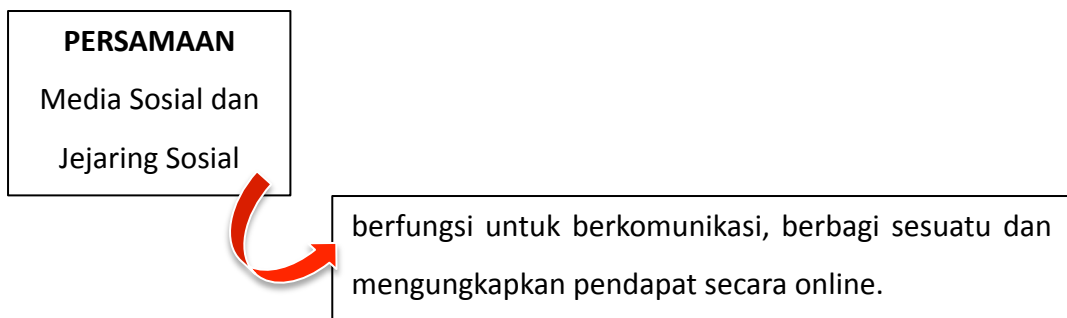 PERSAMAAN
Media Sosial dan
Jejaring Sosial
berfungsi untuk berkomunikasi, berbagi sesuatu dan
mengungkapkan pendapat secara online.